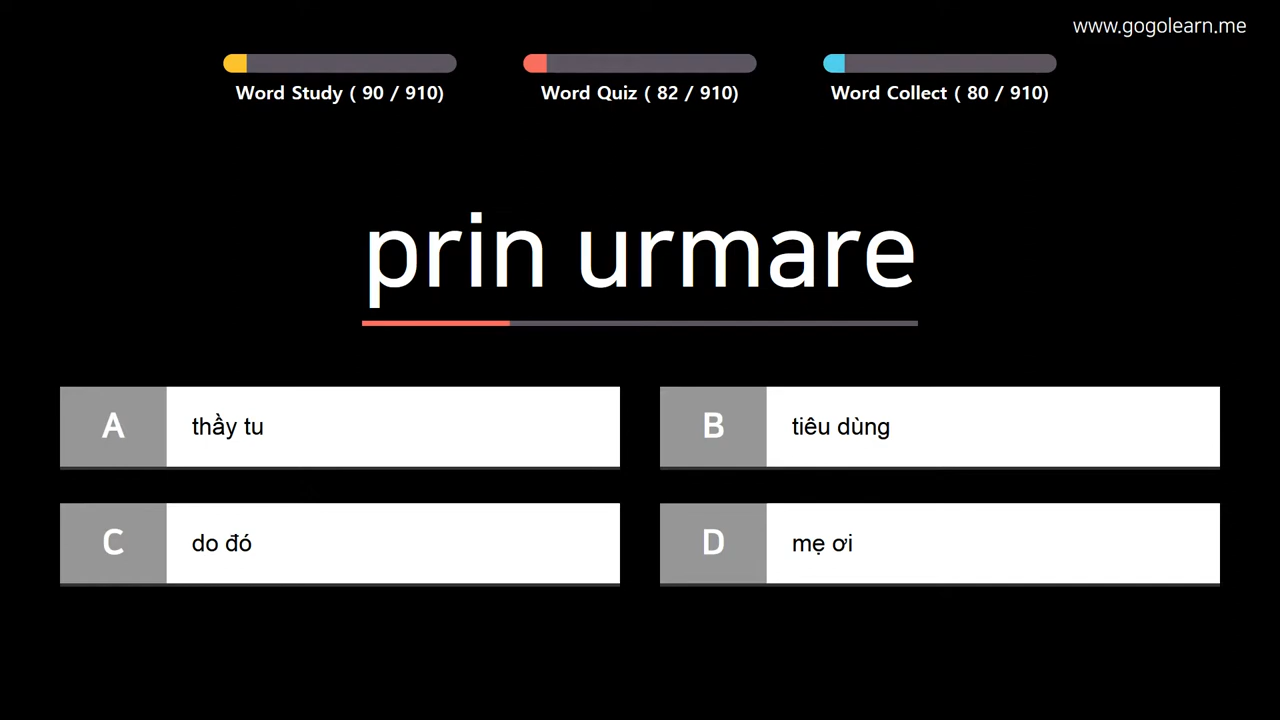 www.gogolearn.me
Word Study ( 90 / 910)
Word Quiz ( 82 / 910)
Word Collect ( 80 / 910)
prin urmare
A thầy tu
B tiêu dùng
C do đó
D mẹ ơi